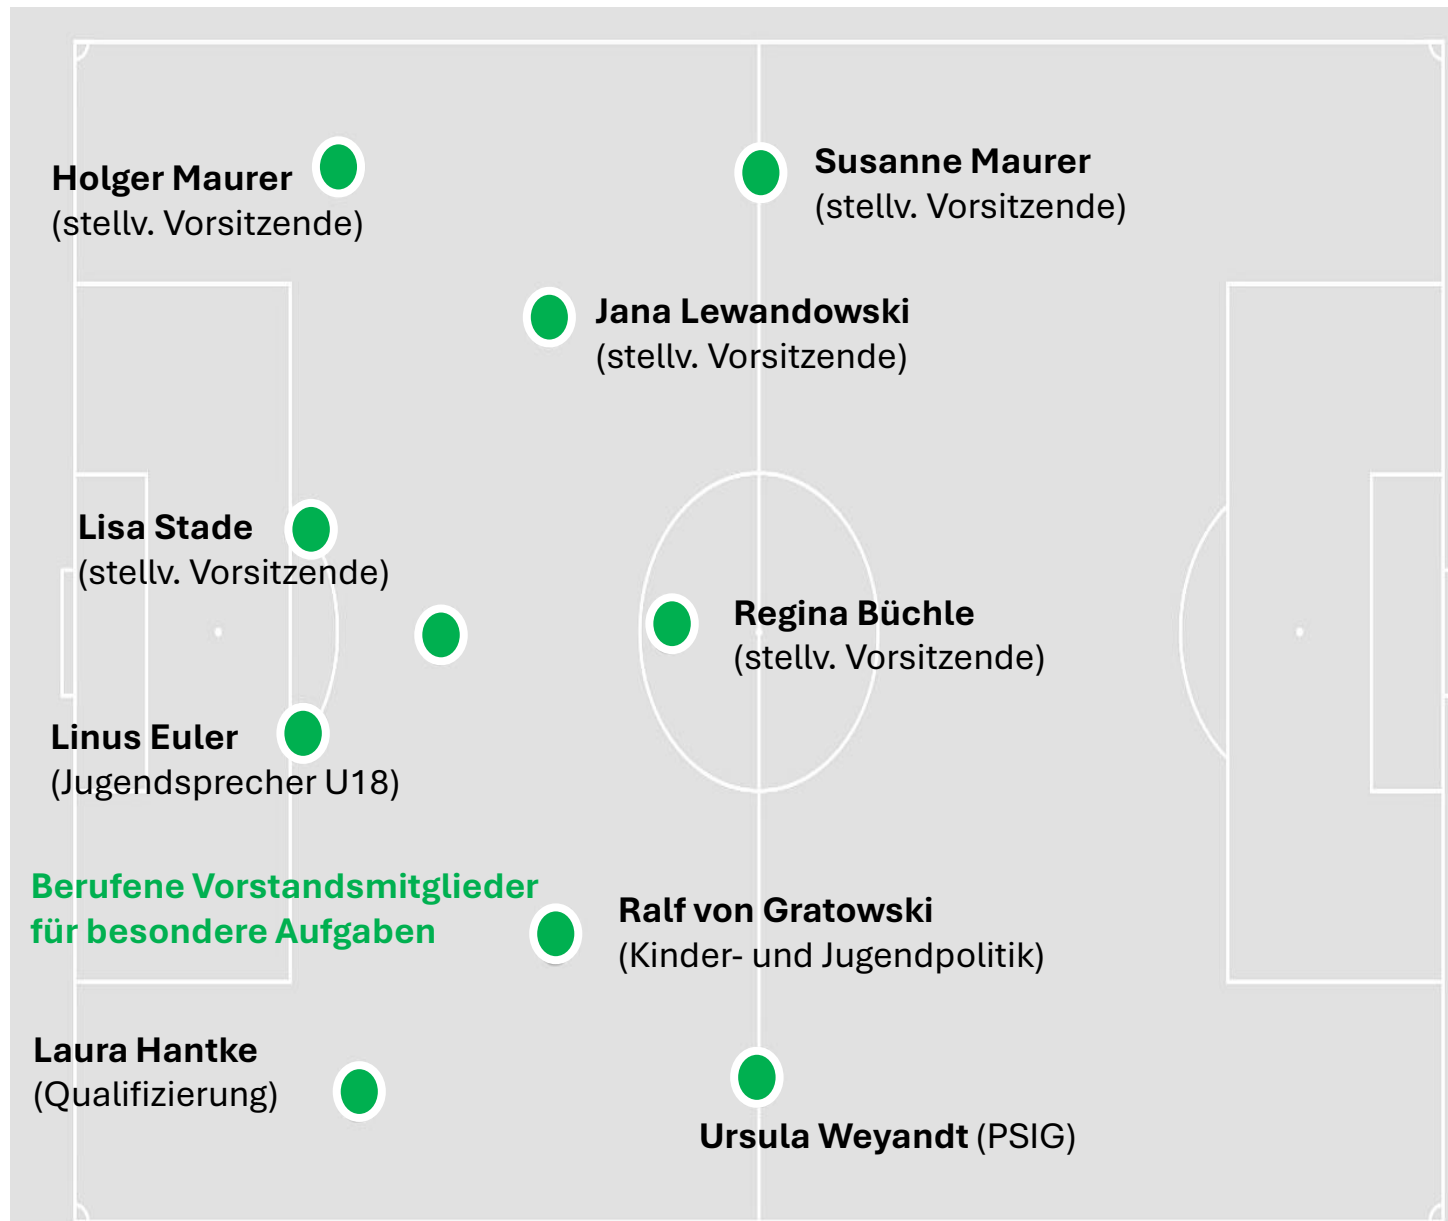 Holger Maurer
(stellv. Vorsitzende)
Susanne Maurer
(stellv. Vorsitzende)
Jana Lewandowski
(stellv. Vorsitzende)
Lisa Stade
(stellv. Vorsitzende)
Regina Büchle
(stellv. Vorsitzende)
Linus Euler
(Jugendsprecher U18)
Berufene Vorstandsmitglieder
für besondere Aufgaben
Ralf von Gratowski
(Kinder- und Jugendpolitik)
Laura Hantke
(Qualifizierung)
Ursula Weyandt (PSIG)